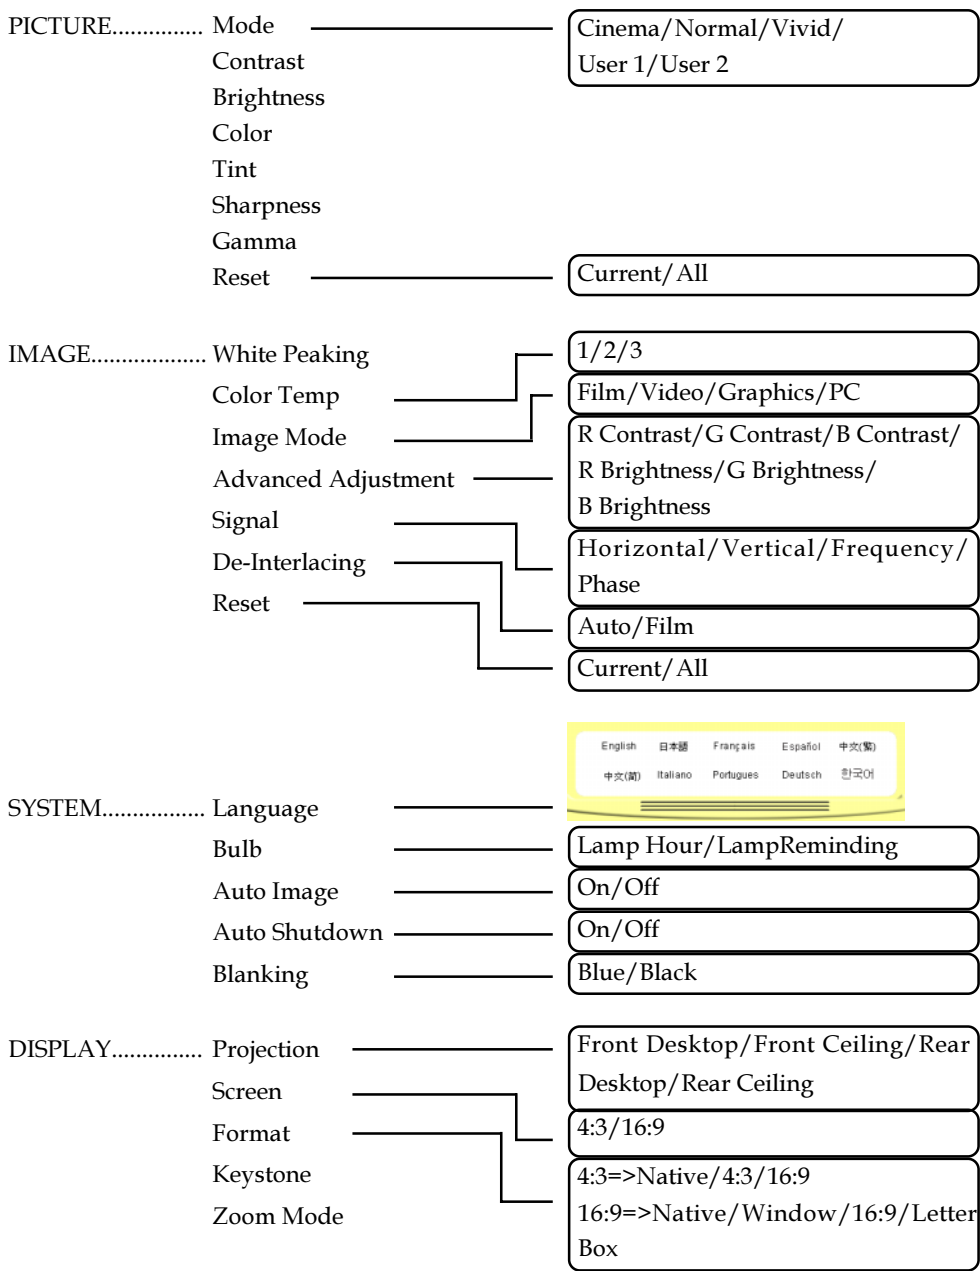 PICTURE............... Mode Cinema/Normal/Vivid/
User 1/User 2
Contrast
Brightness
Color
Tint
Sharpness
Gamma
Reset Current/All
IMAGE................... White Peaking
1/2/3
Color Temp
Film/Video/Graphics/PC
Image Mode
R Contrast/G Contrast/B Contrast/
R Brightness/G Brightness/
B Brightness
Advanced Adjustment
Signal
Horizontal/Vertical/Frequency/
Phase
De-Interlacing
Auto/Film
Reset
Current/All
English 日本語 Français Español 中文(繁)
中文(简) Italiano Portugues Deutsch 한국어
SYSTEM................. Language
Bulb Lamp Hour/LampReminding
Auto Image On/Off
Auto Shutdown On/Off
Blanking Blue/Black
DISPLAY............... Projection Front Desktop/Front Ceiling/Rear
Desktop/Rear Ceiling
Screen
4:3/16:9
Format
4:3=>Native/4:3/16:9
16:9=>Native/Window/16:9/Letter
Box
Keystone
Zoom Mode